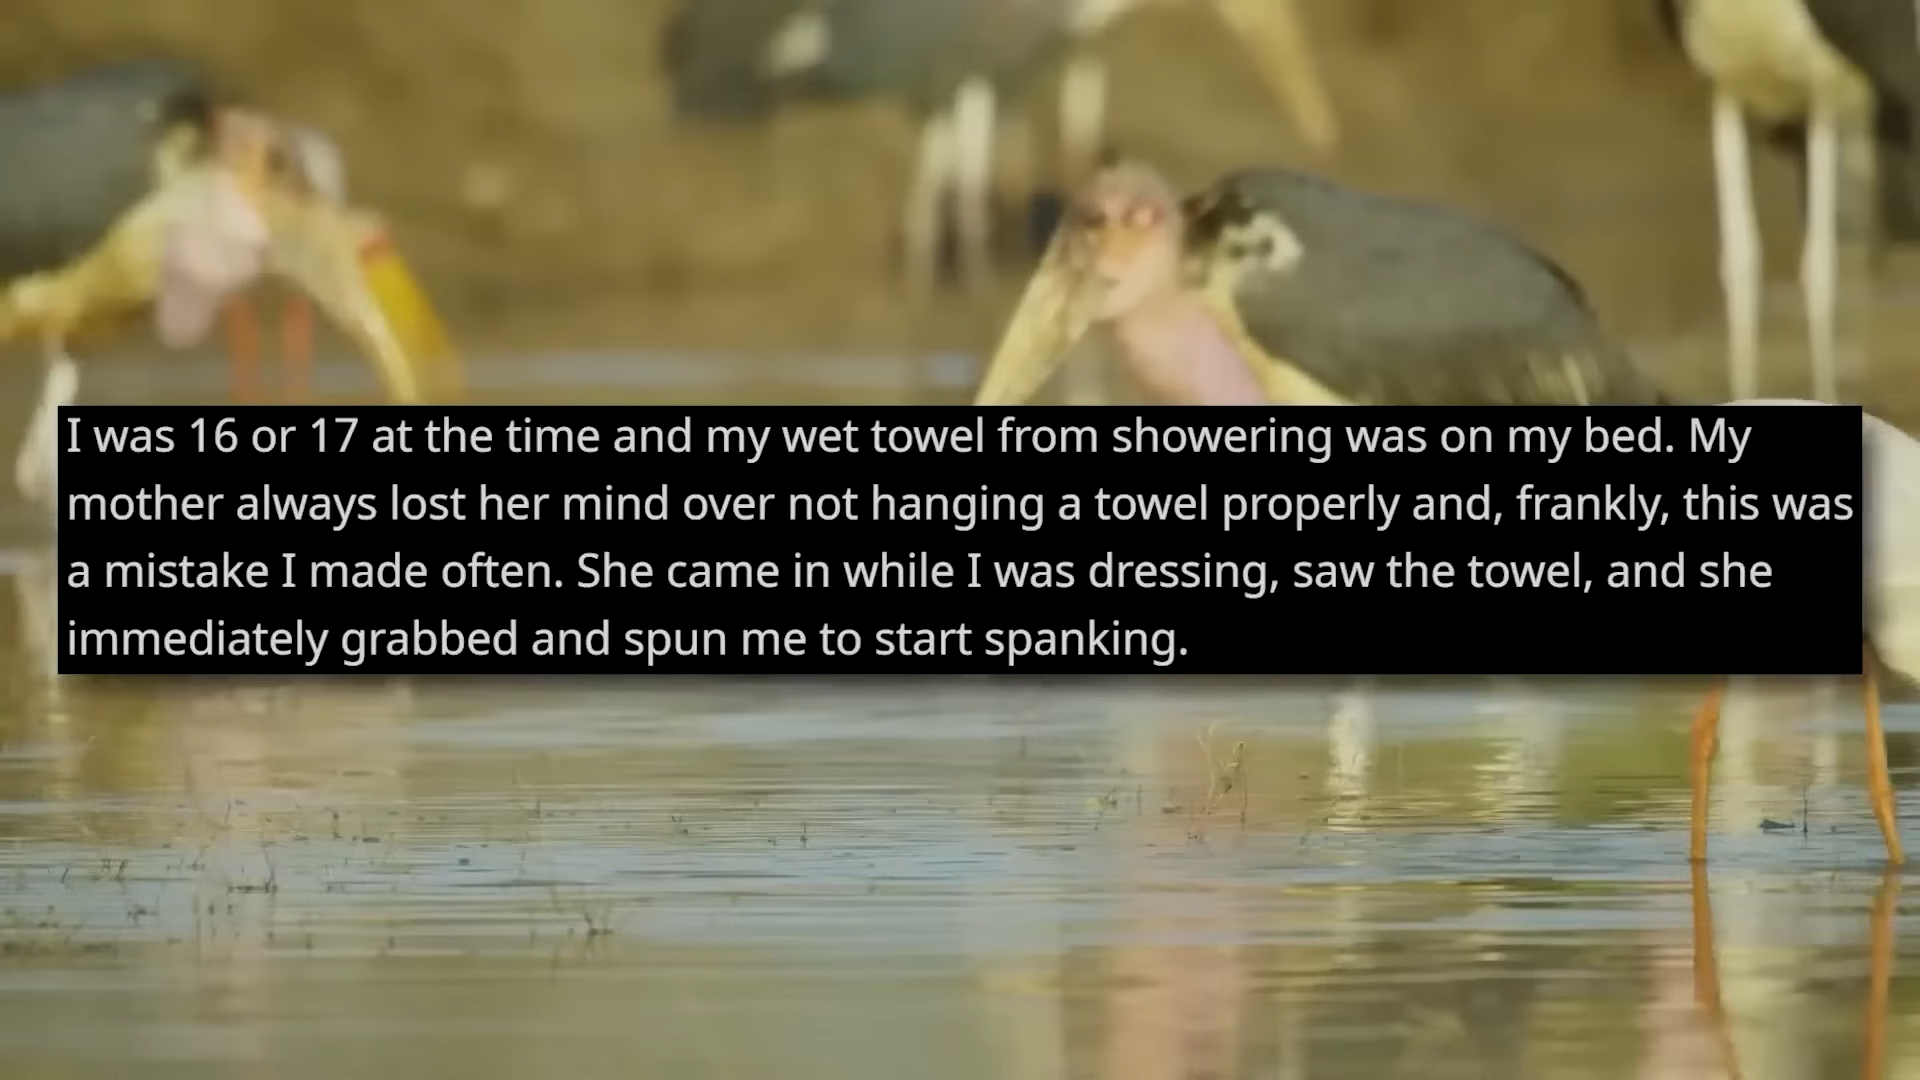 I was 16 or 17 at the time and my wet towel from showering was on my bed. My
mother always lost her mind over not hanging a towel properly and, frankly, this was
a mistake I made often. She came in while I was dressing, saw the towel, and she
immediately grabbed and spun me to start spanking.